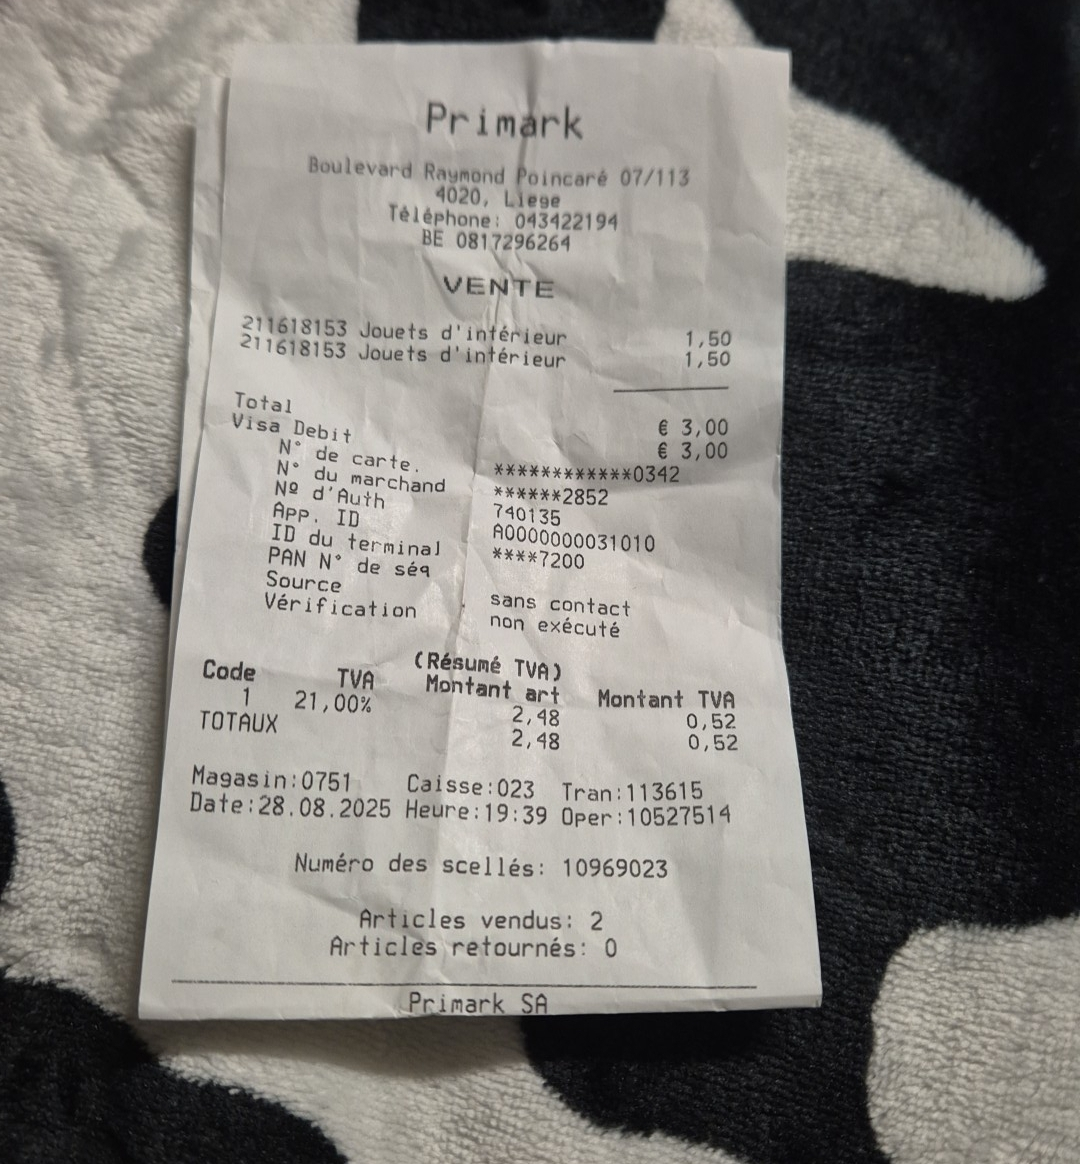 Primark
Boulevard Raymond Poincaré 07/113
4020, Liege
Téléphone: 043422194
BE 0817296264
VENTE
211618153 Jouets d'intérieur 1,50
211618153 Jouets d'intérieur 1,50
Total € 3,00
Visa Debit € 3,00
N° de carte. ************0342
N° du marchand ******2852
Nº d'Auth 740135
App. ID A0000000031010
ID du terminal ****7200
PAN N° de séq
Source sans contact
Vérification non exécuté
(Résumé TVA)
Code TVA Montant art Montant TVA
1 21,00% 2,48 0,52
TOTAUX 2,48 0,52
Magasin:0751 Caisse:023 Tran:113615
Date:28.08.2025 Heure:19:39 Oper:10527514
Numéro des scellés: 10969023
Articles vendus: 2
Articles retournés: 0
Primark SA